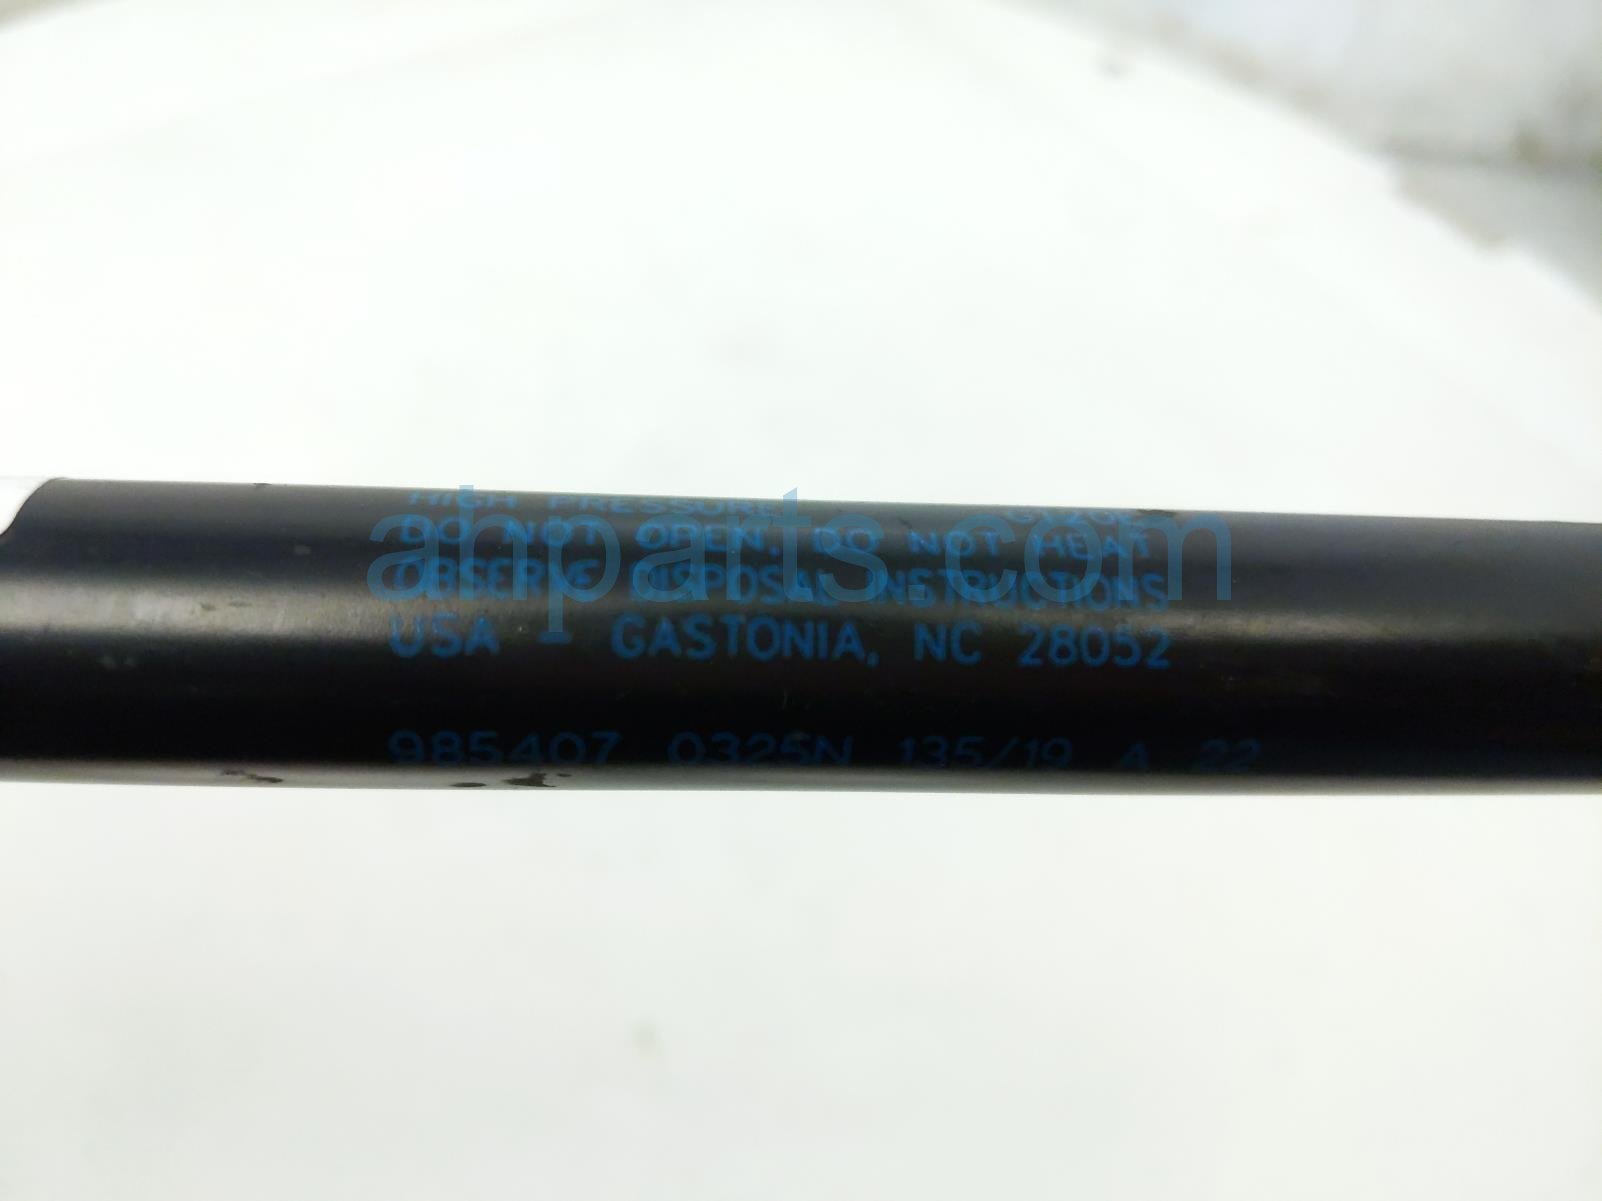 HIGH PRESSURE
DO NOT OPEN, DO NOT HEAT
OBSERVE DISPOSAL INSTRUCTIONS
USA - GASTONIA, NC 28052
985407 0325N 135/19 A 22
ahparts.com